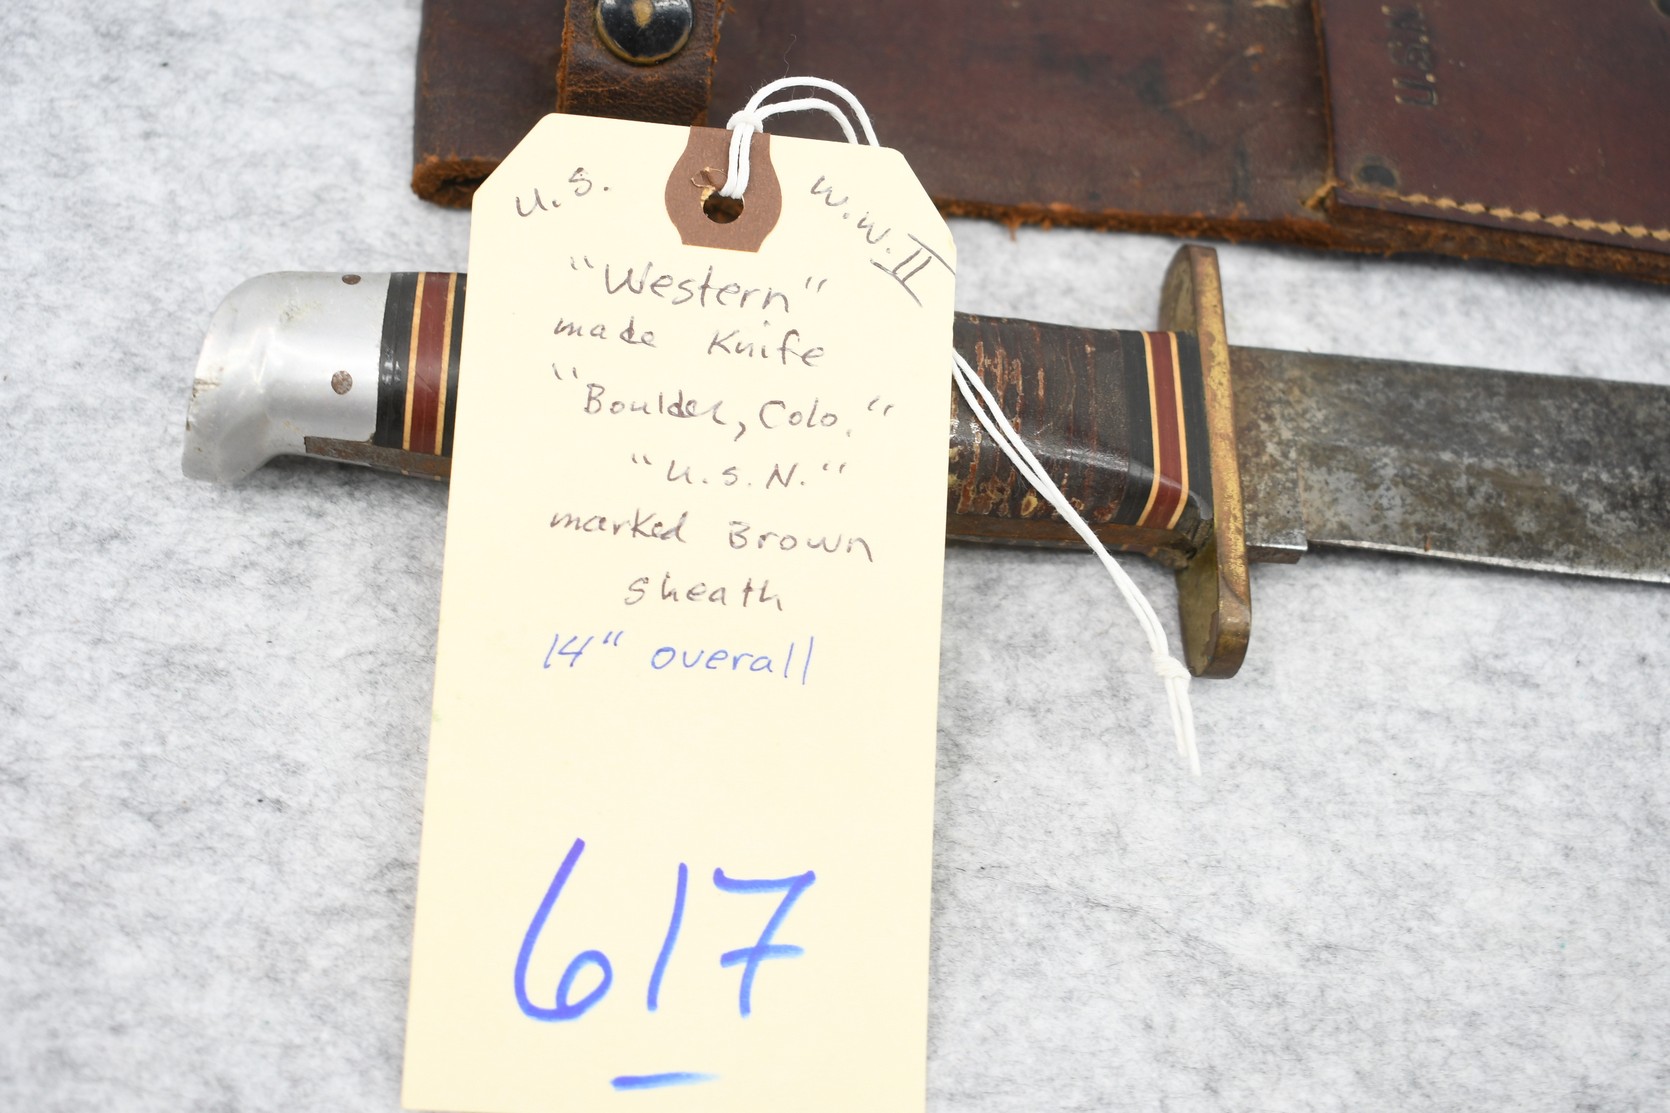 U.S.N.
U.S. W.W. II
"Western"
made Knife
"Boulder, Colo."
"U.S.N."
marked Brown
sheath
14" overall
617